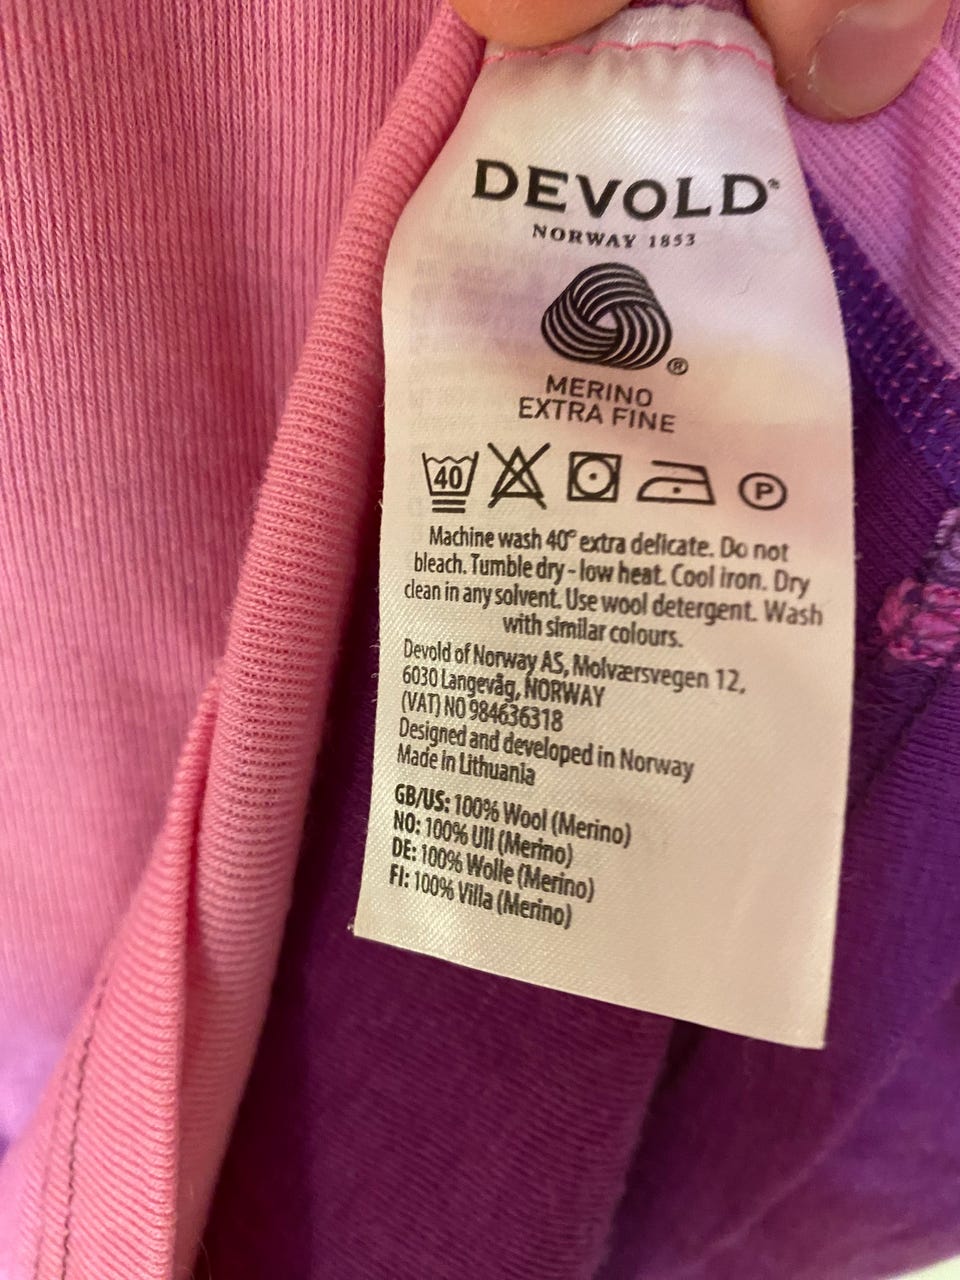 DEVOLD®
NORWAY 1853
®
MERINO
EXTRA FINE
40 P
Machine wash 40° extra delicate. Do not
bleach. Tumble dry - low heat. Cool iron. Dry
clean in any solvent. Use wool detergent. Wash
with similar colours.
Devold of Norway AS, Molværsvegen 12,
6030 Langevåg, NORWAY
(VAT) NO 984636318
Designed and developed in Norway
Made in Lithuania
GB/US: 100% Wool (Merino)
NO: 100% Ull (Merino)
DE: 100% Wolle (Merino)
FI: 100% Villa (Merino)